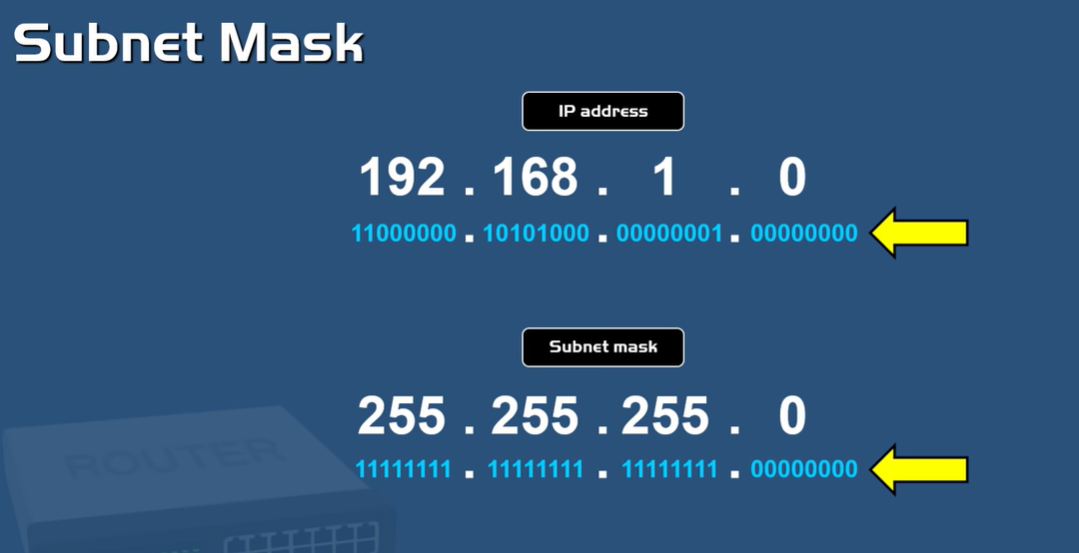 Subnet Mask
IP address
192 . 168 . 1 . 0
11000000 . 10101000 . 00000001 . 00000000
Subnet mask
255 . 255 . 255 . 0
11111111 . 11111111 . 11111111 . 00000000
ROUTER